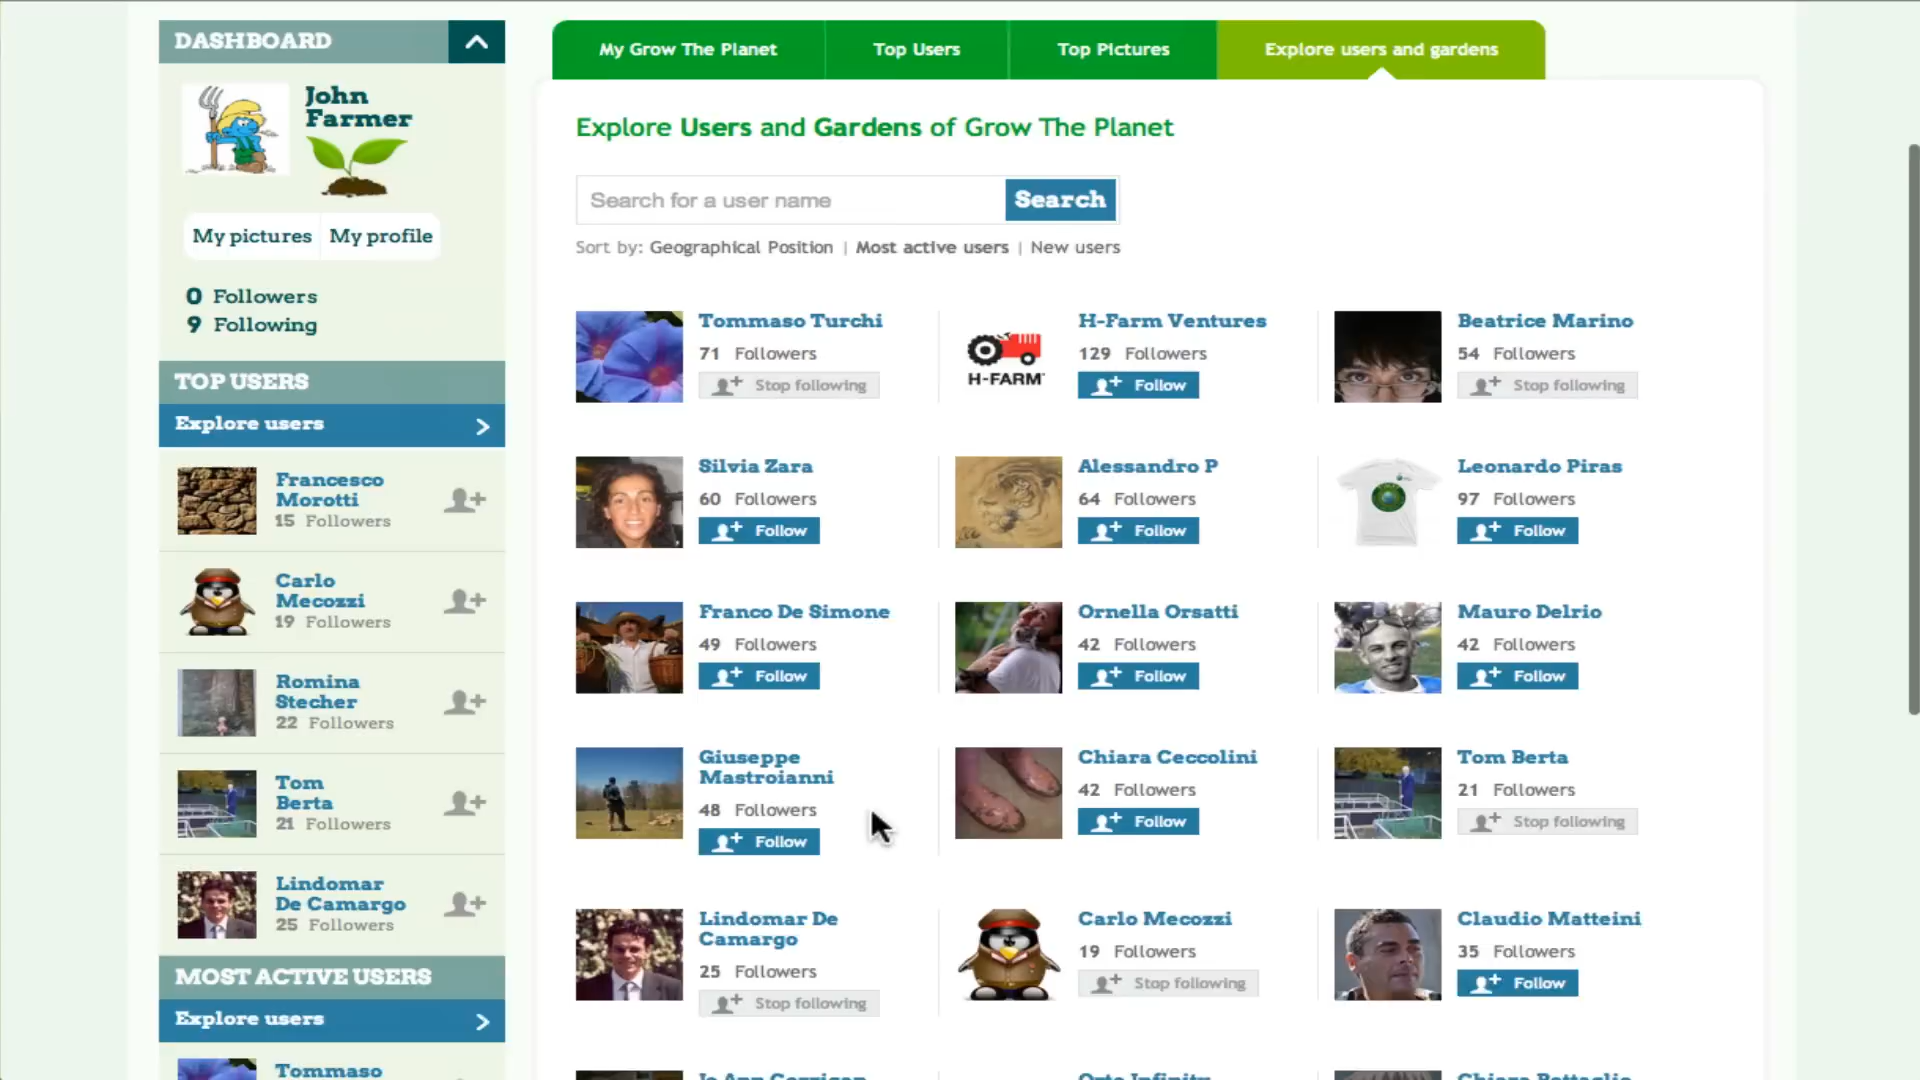 DASHBOARD
John
Farmer
My pictures
My profile
0 Followers
9 Following
TOP USERS
Explore users
Francesco
Morotti
15 Followers
Carlo
Mecozzi
19 Followers
Romina
Stecher
22 Followers
Tom
Berta
21 Followers
Lindomar
De Camargo
25 Followers
MOST ACTIVE USERS
Explore users
Tommaso
My Grow The Planet
Top Users
Top Pictures
Explore users and gardens
Explore Users and Gardens of Grow The Planet
Search for a user name
Search
Sort by: Geographical Position | Most active users | New users
Tommaso Turchi
71 Followers
Stop following
H-FARM
H-Farm Ventures
129 Followers
Follow
Beatrice Marino
54 Followers
Stop following
Silvia Zara
60 Followers
Follow
Alessandro P
64 Followers
Follow
Leonardo Piras
97 Followers
Follow
Franco De Simone
49 Followers
Follow
Ornella Orsatti
42 Followers
Follow
Mauro Delrio
42 Followers
Follow
Giuseppe
Mastroianni
48 Followers
Follow
Chiara Ceccolini
42 Followers
Follow
Tom Berta
21 Followers
Stop following
Lindomar De
Camargo
25 Followers
Stop following
Carlo Mecozzi
19 Followers
Stop following
Claudio Matteini
35 Followers
Follow